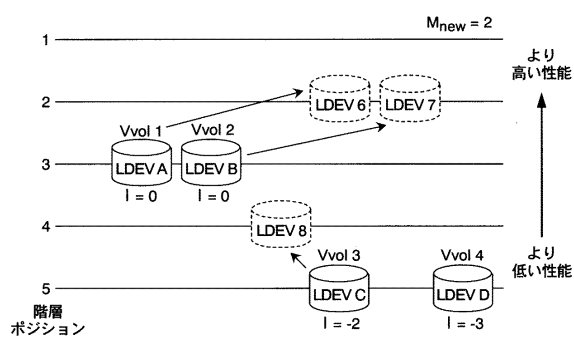 M_new = 2
1
より
高い性能
2
LDEV 6
LDEV 7
Vvol 1
Vvol 2
3
LDEV A
LDEV B
I = 0
I = 0
4
LDEV 8
より
低い性能
Vvol 3
Vvol 4
5
LDEV C
LDEV D
階層
ポジション
I = -2
I = -3